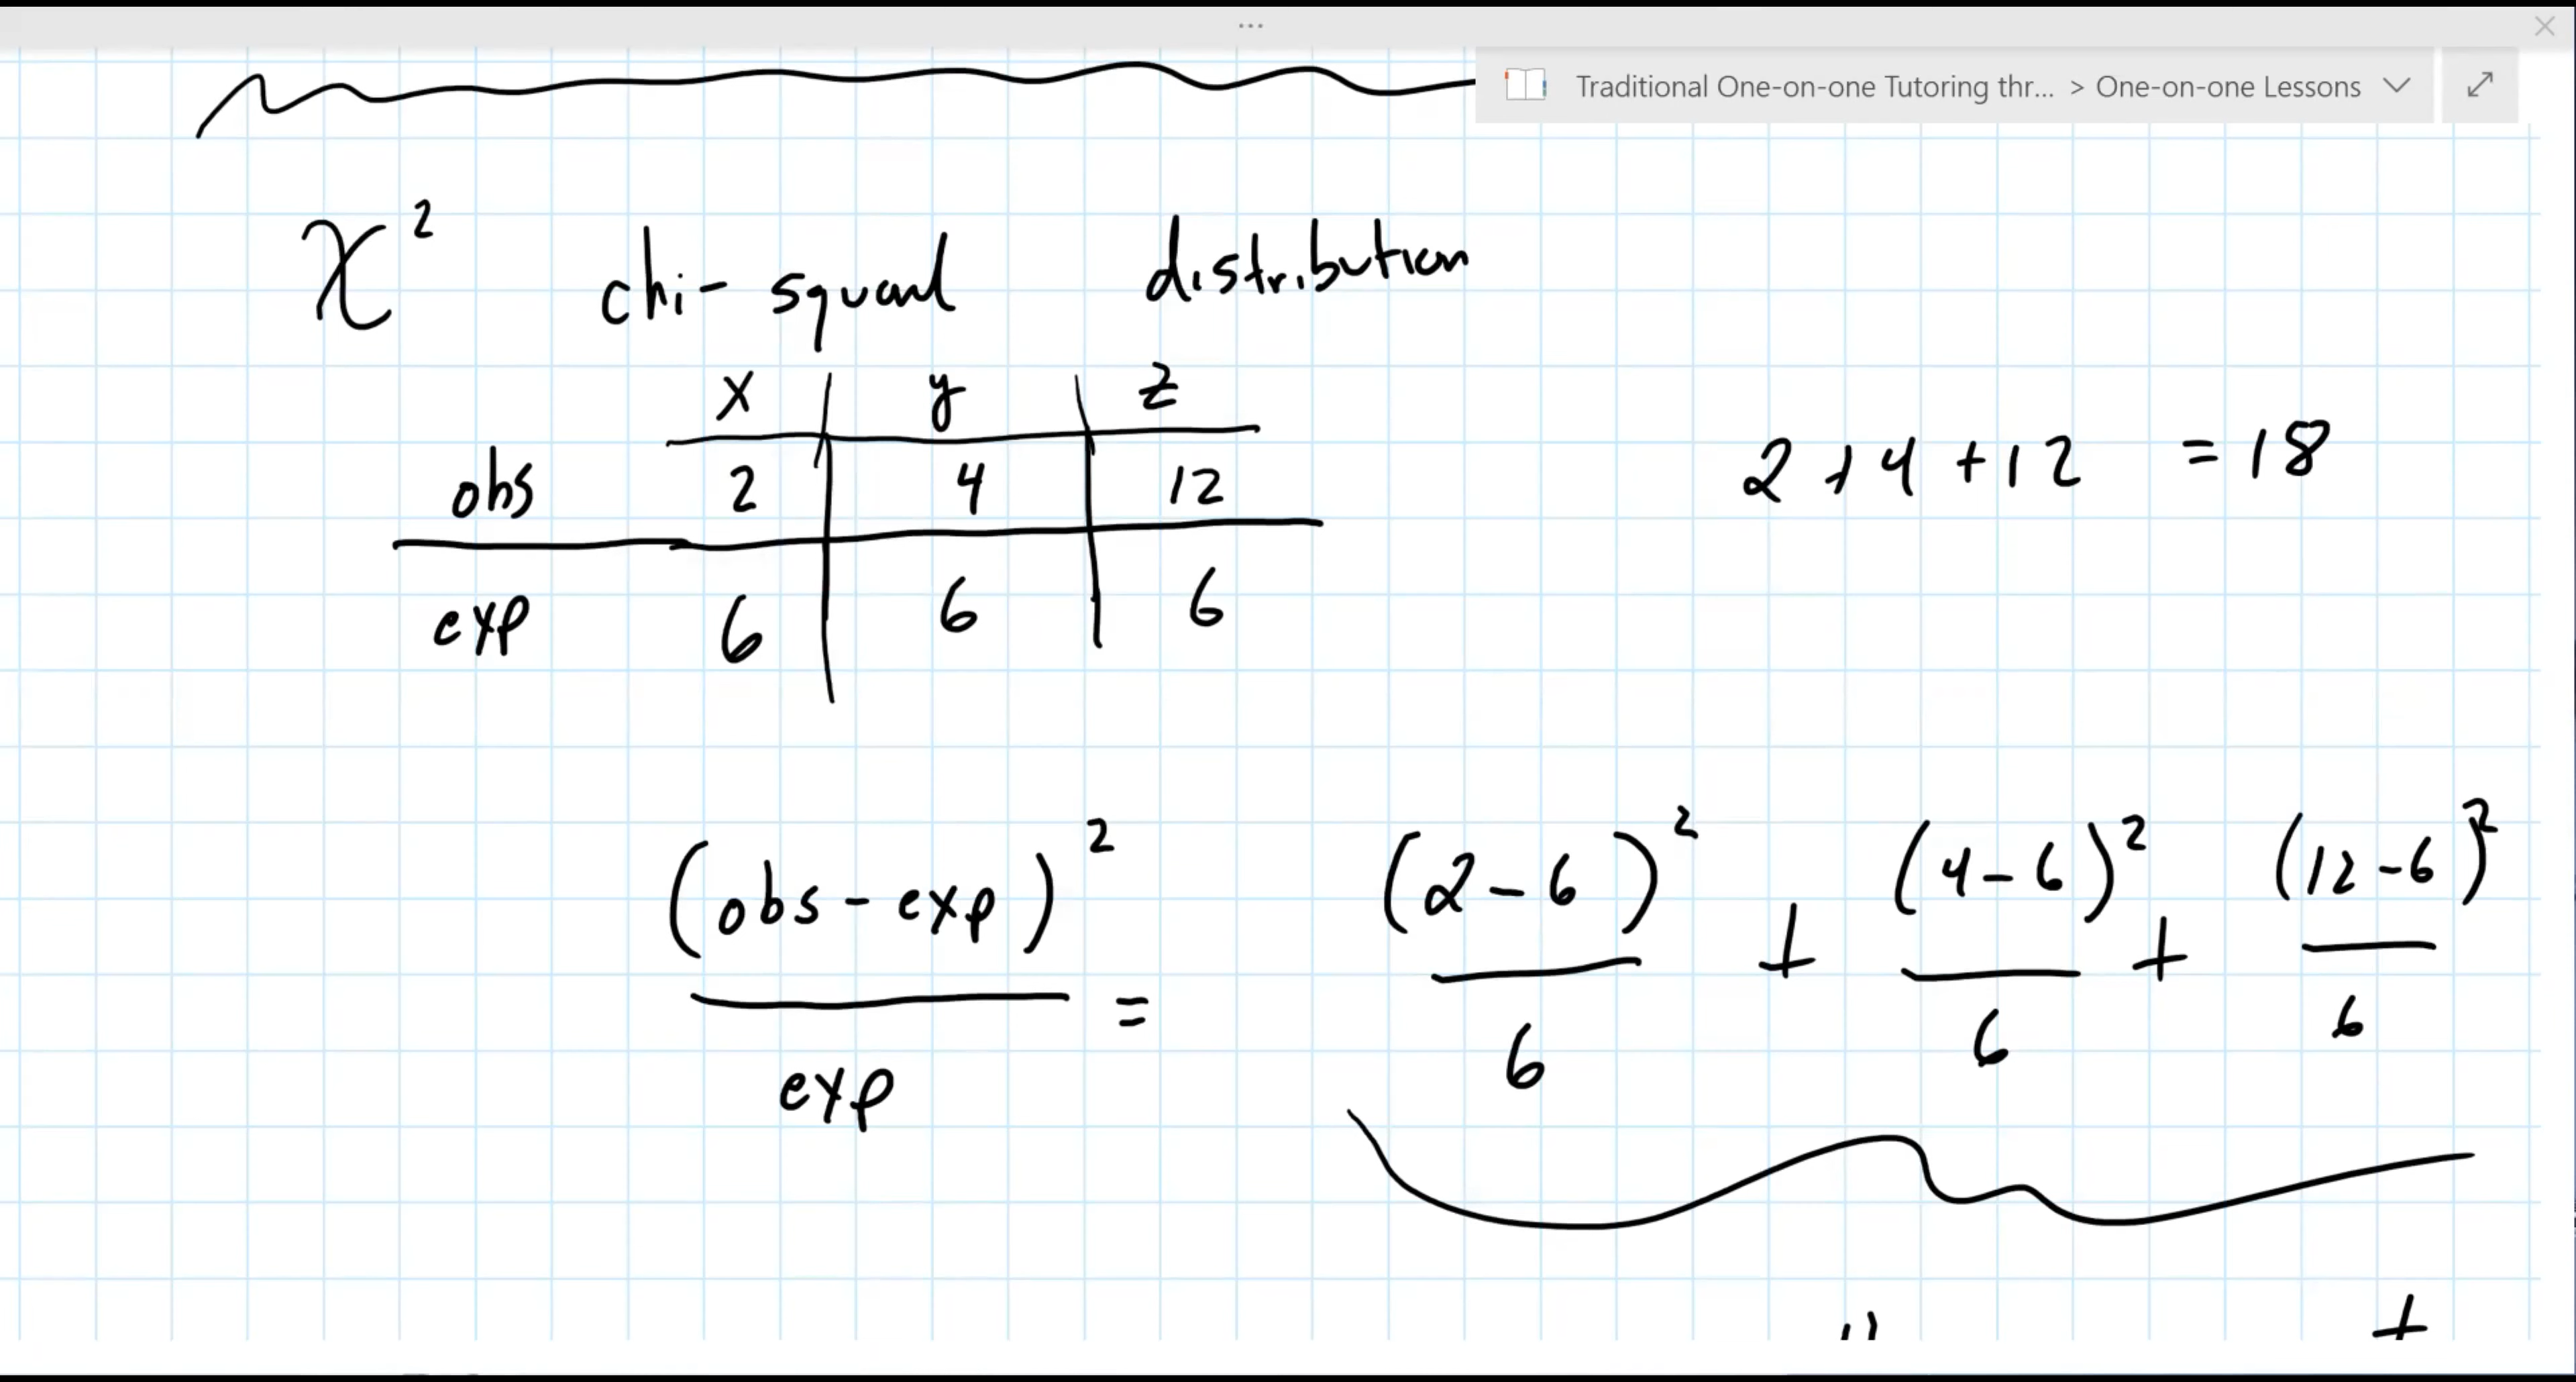 ...
Traditional One-on-one Tutoring thr... > One-on-one Lessons
χ² chi-squared distribution
x y z
obs 2 4 12
2+4+12 = 18
exp 6 6 6
(obs-exp)² / exp = (2-6)² / 6 + (4-6)² / 6 + (12-6)² / 6
+